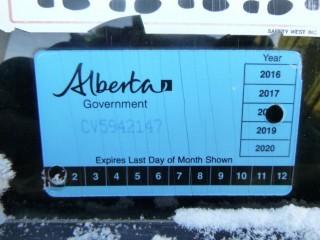 SAFETY WEST INC
Alberta
Government
CV5942147
Year
2016
2017
2019
2020
Expires Last Day of Month Shown
2 3 4 5 6 7 8 9 10 11 12